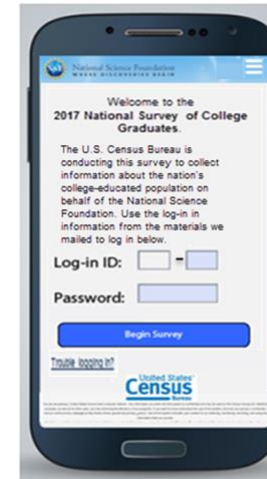 National Science Foundation
WHERE DISCOVERIES BEGIN
Welcome to the
2017 National Survey of College
Graduates.
The U.S. Census Bureau is
conducting this survey to collect
information about the nation's
college-educated population on
behalf of the National Science
Foundation. Use the log-in in
information from the materials we
mailed to log in below.
Log-in ID: -
Password:
Begin Survey
Trouble logging in?
United States
Census
Bureau